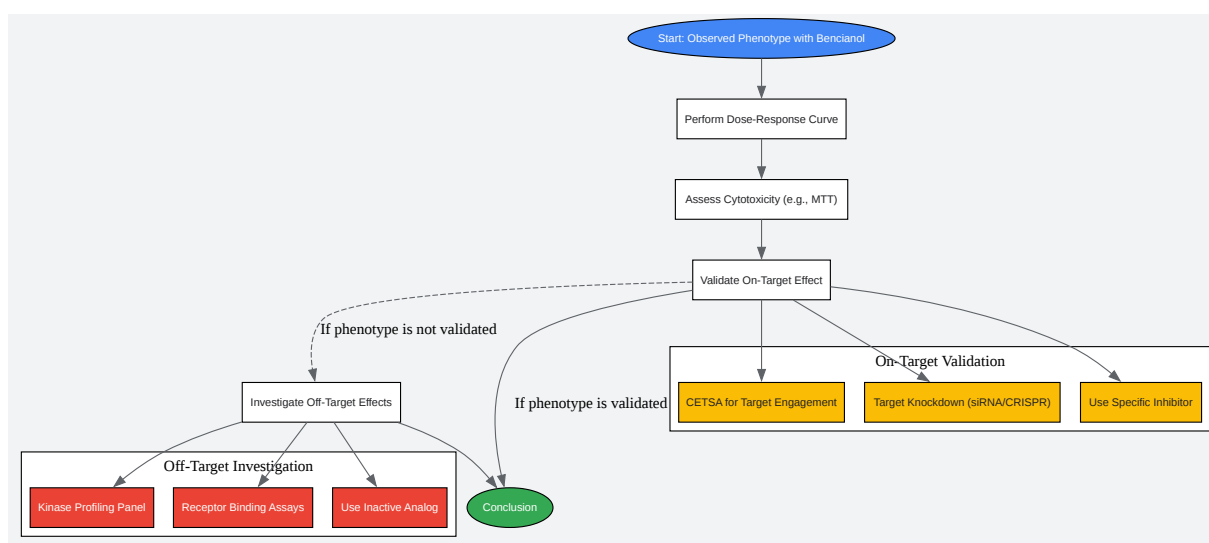 Start: Observed Phenotype with Bencianol
Perform Dose-Response Curve
Assess Cytotoxicity (e.g., MTT)
Validate On-Target Effect
If phenotype is not validated
On-Target Validation
Investigate Off-Target Effects
CETSA for Target Engagement
Target Knockdown (siRNA/CRISPR)
Use Specific Inhibitor
If phenotype is validated
Off-Target Investigation
Kinase Profiling Panel
Receptor Binding Assays
Use Inactive Analog
Conclusion